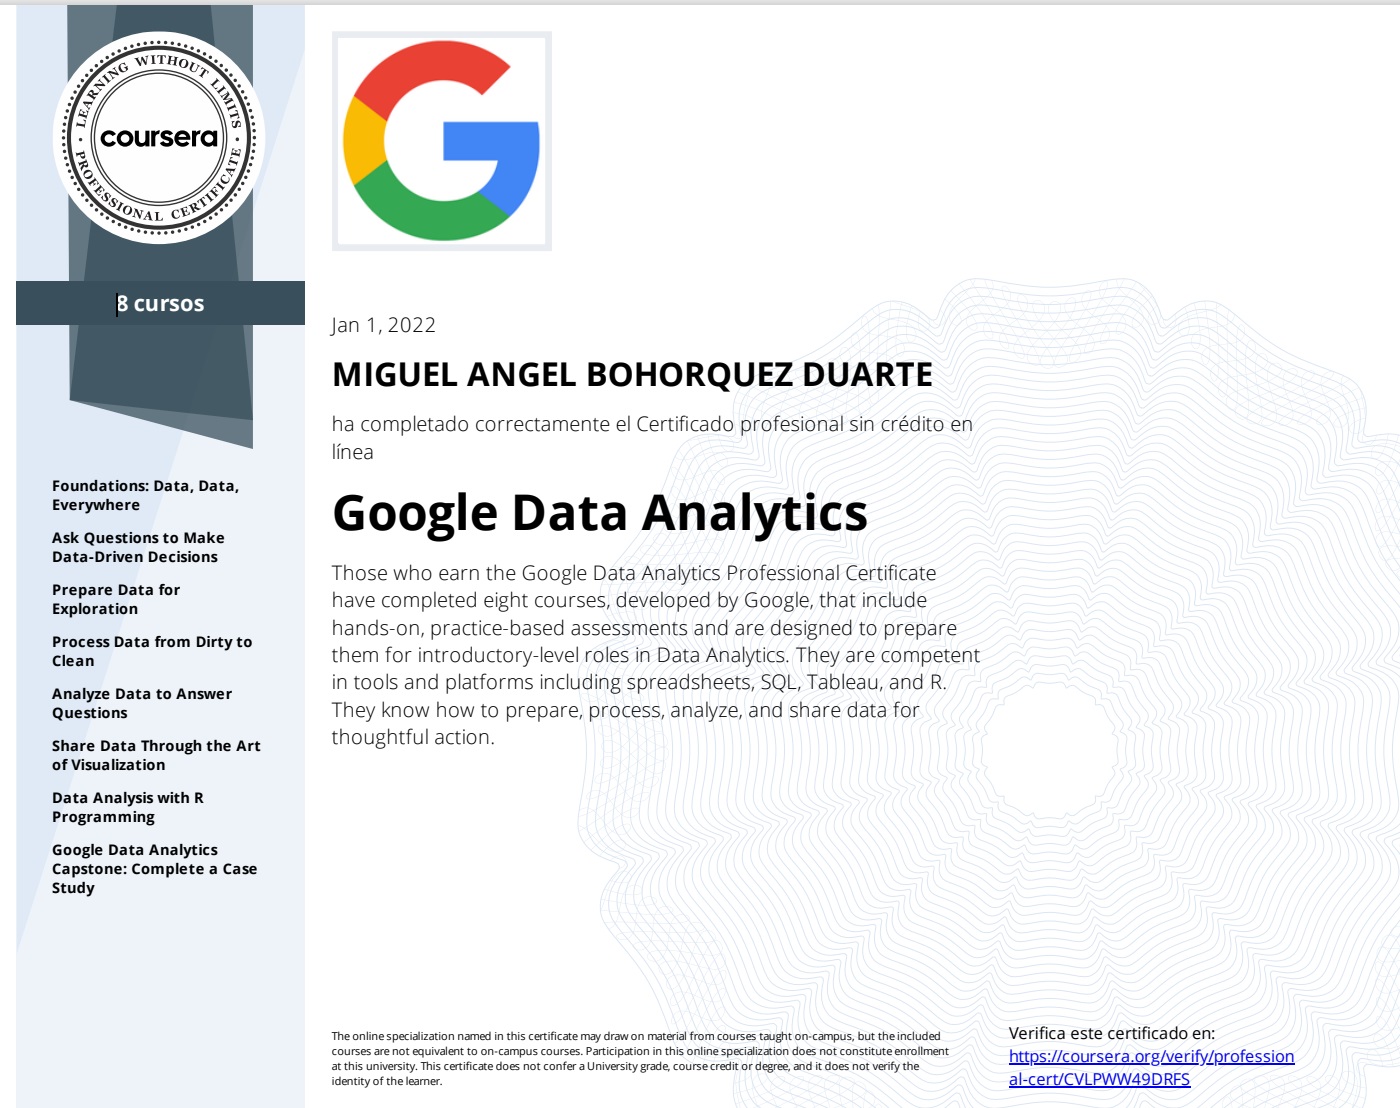 LEARNING WITHOUT LIMITS
coursera
PROFESSIONAL CERTIFICATE
8 cursos
Foundations: Data, Data,
Everywhere
Ask Questions to Make
Data-Driven Decisions
Prepare Data for
Exploration
Process Data from Dirty to
Clean
Analyze Data to Answer
Questions
Share Data Through the Art
of Visualization
Data Analysis with R
Programming
Google Data Analytics
Capstone: Complete a Case
Study
G
Jan 1, 2022
MIGUEL ANGEL BOHORQUEZ DUARTE
ha completado correctamente el Certificado profesional sin crédito en
línea
Google Data Analytics
Those who earn the Google Data Analytics Professional Certificate
have completed eight courses, developed by Google, that include
hands-on, practice-based assessments and are designed to prepare
them for introductory-level roles in Data Analytics. They are competent
in tools and platforms including spreadsheets, SQL, Tableau, and R.
They know how to prepare, process, analyze, and share data for
thoughtful action.
The online specialization named in this certificate may draw on material from courses taught on-campus, but the included
courses are not equivalent to on-campus courses. Participation in this online specialization does not constitute enrollment
at this university. This certificate does not confer a University grade, course credit or degree, and it does not verify the
identity of the learner.
Verifica este certificado en:
https://coursera.org/verify/profession
al-cert/CVLPWW49DRFS